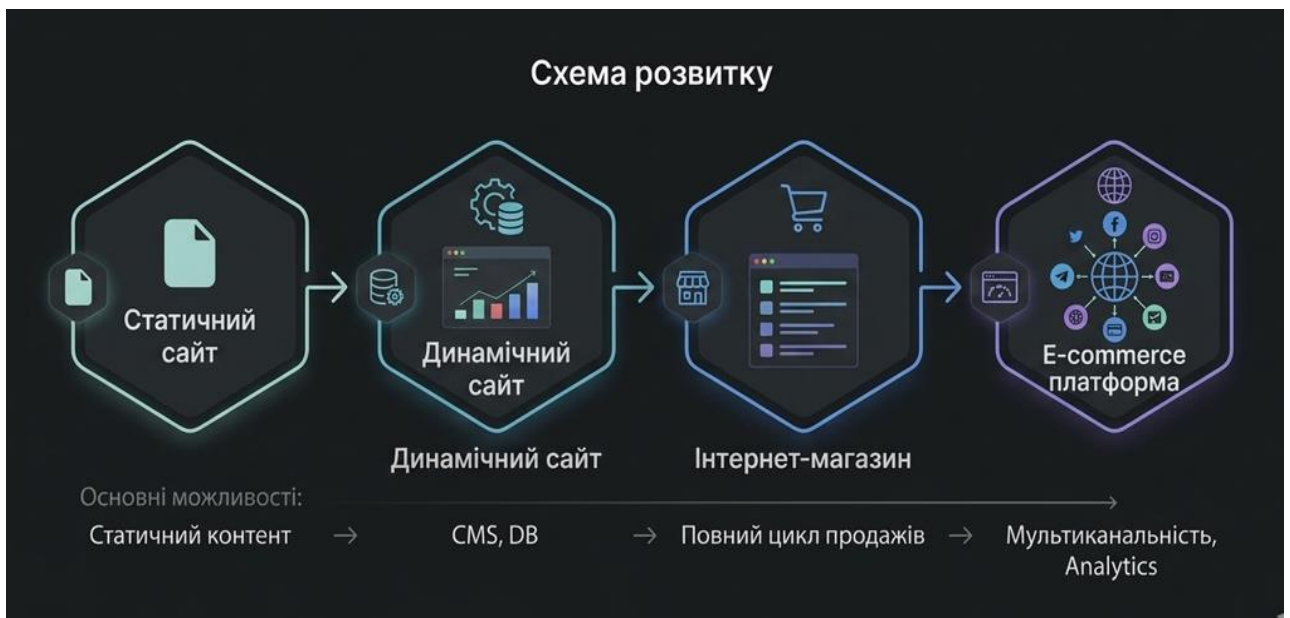 Схема розвитку
Статичний
сайт
Динамічний
сайт
E-commerce
платформа
Динамічний сайт
Інтернет-магазин
Основні можливості:
Статичний контент → CMS, DB → Повний цикл продажів → Мультиканальність,
Analytics